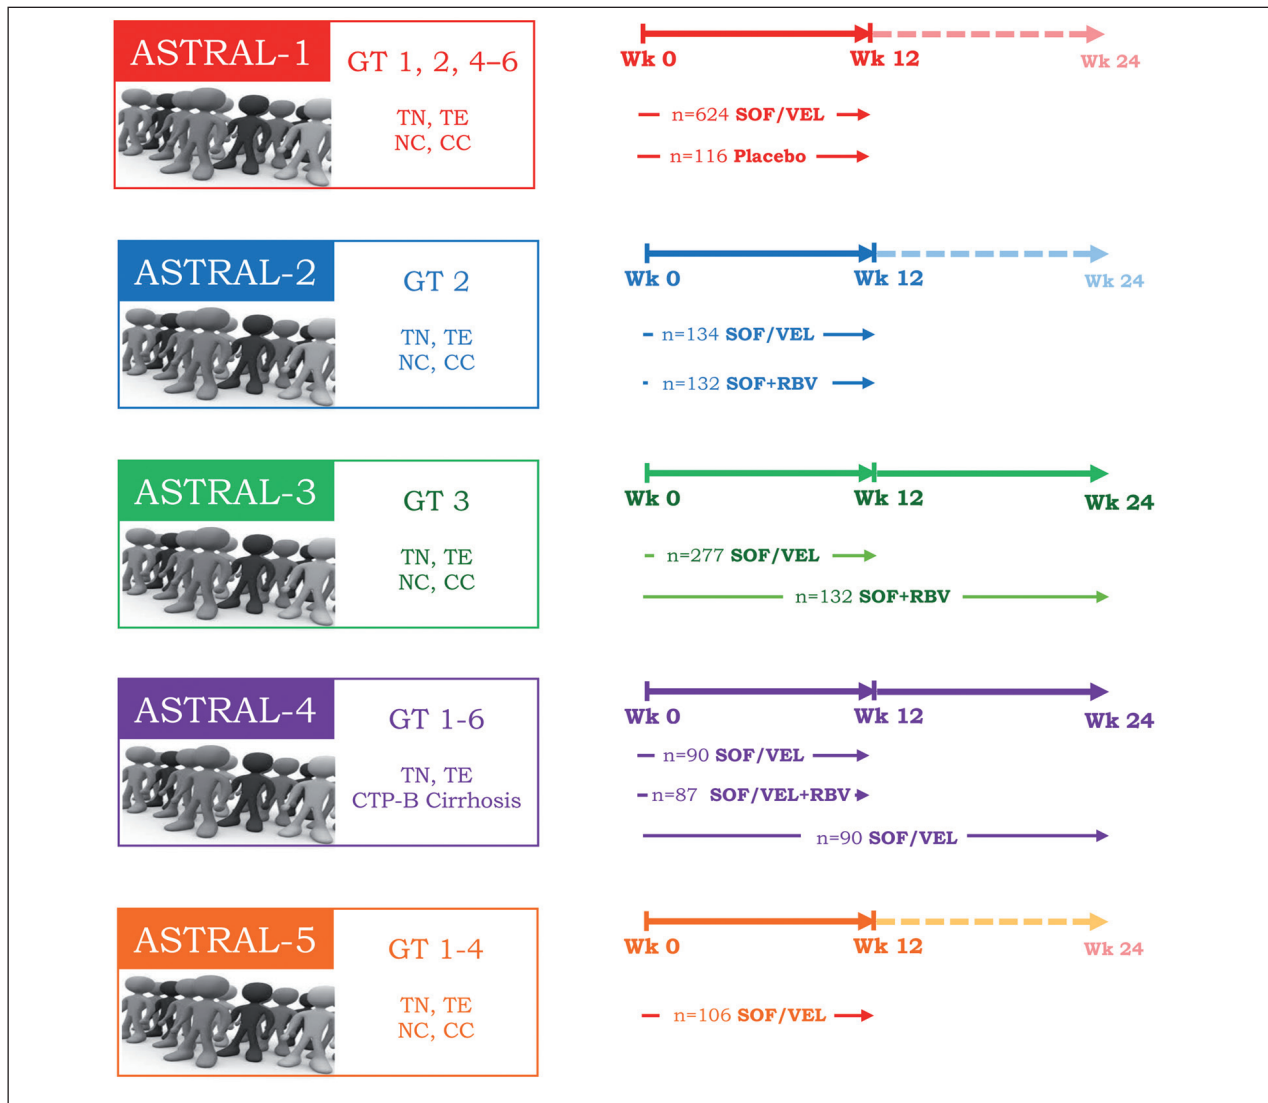 ASTRAL-1
GT 1, 2, 4–6
TN, TE
NC, CC
Wk 0
Wk 12
Wk 24
n=624 SOF/VEL
n=116 Placebo
ASTRAL-2
GT 2
TN, TE
NC, CC
Wk 0
Wk 12
Wk 24
n=134 SOF/VEL
n=132 SOF+RBV
ASTRAL-3
GT 3
TN, TE
NC, CC
Wk 0
Wk 12
Wk 24
n=277 SOF/VEL
n=132 SOF+RBV
ASTRAL-4
GT 1-6
TN, TE
CTP-B Cirrhosis
Wk 0
Wk 12
Wk 24
n=90 SOF/VEL
n=87 SOF/VEL+RBV
n=90 SOF/VEL
ASTRAL-5
GT 1-4
TN, TE
NC, CC
Wk 0
Wk 12
Wk 24
n=106 SOF/VEL